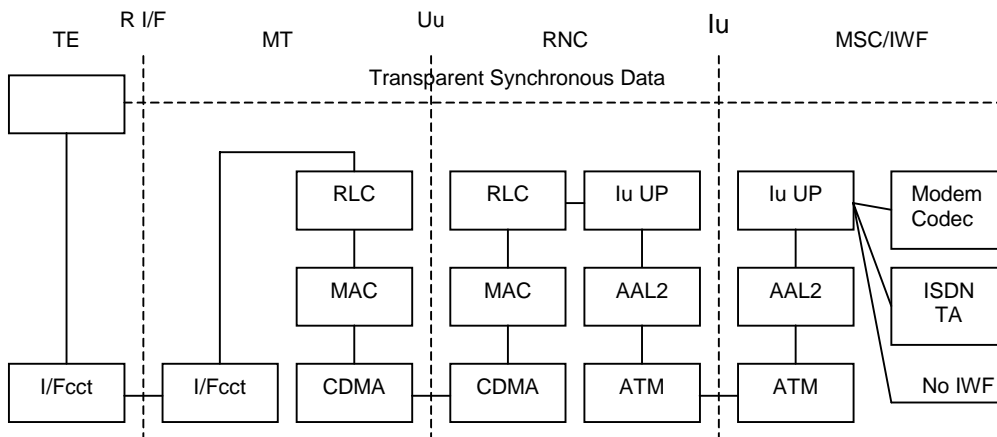 R I/F
Uu
Iu
TE
MT
RNC
MSC/IWF
Transparent Synchronous Data
RLC
RLC
Iu UP
Iu UP
Modem
Codec
MAC
MAC
AAL2
AAL2
ISDN
TA
I/Fcct
I/Fcct
CDMA
CDMA
ATM
ATM
No IWF